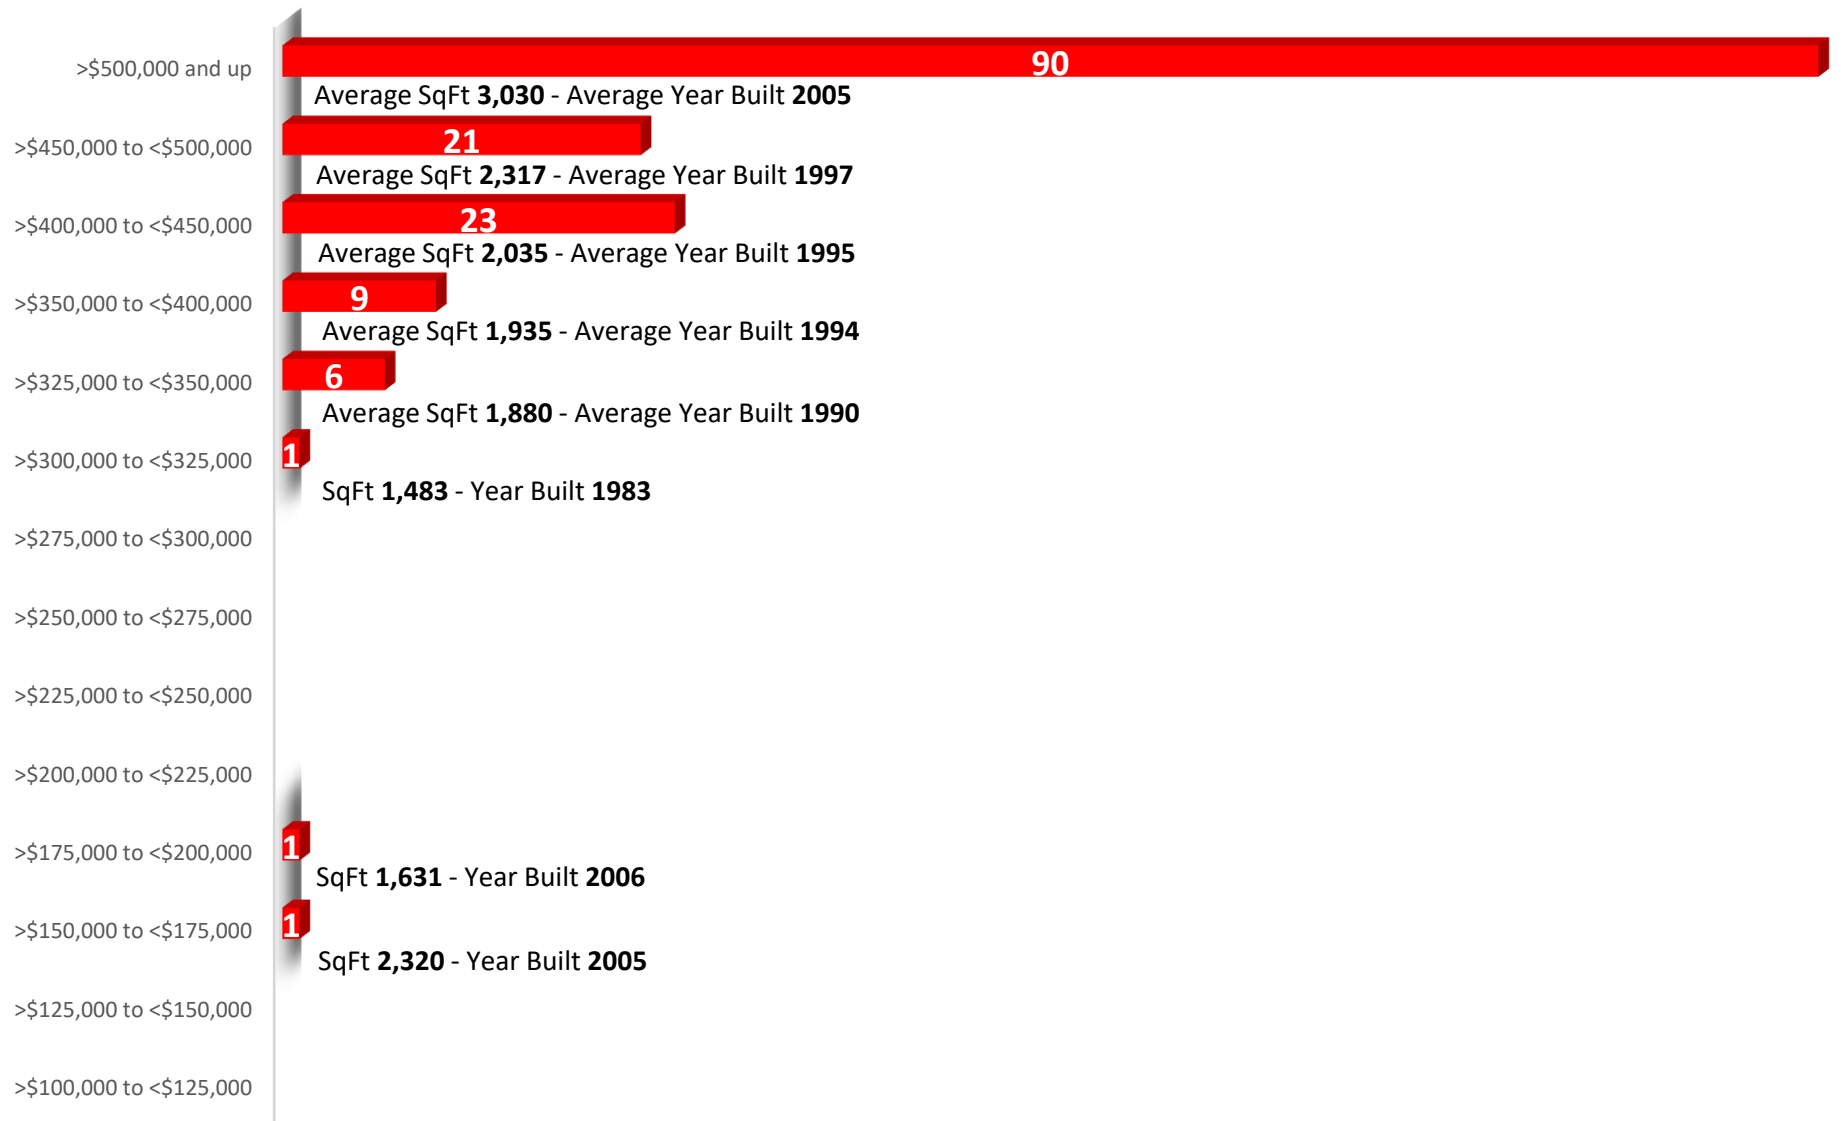 >$500,000 and up
90
Average SqFt 3,030 - Average Year Built 2005
>$450,000 to <$500,000
21
Average SqFt 2,317 - Average Year Built 1997
>$400,000 to <$450,000
23
Average SqFt 2,035 - Average Year Built 1995
>$350,000 to <$400,000
9
Average SqFt 1,935 - Average Year Built 1994
>$325,000 to <$350,000
6
Average SqFt 1,880 - Average Year Built 1990
>$300,000 to <$325,000
1
SqFt 1,483 - Year Built 1983
>$275,000 to <$300,000
>$250,000 to <$275,000
>$225,000 to <$250,000
>$200,000 to <$225,000
>$175,000 to <$200,000
1
SqFt 1,631 - Year Built 2006
>$150,000 to <$175,000
1
SqFt 2,320 - Year Built 2005
>$125,000 to <$150,000
>$100,000 to <$125,000